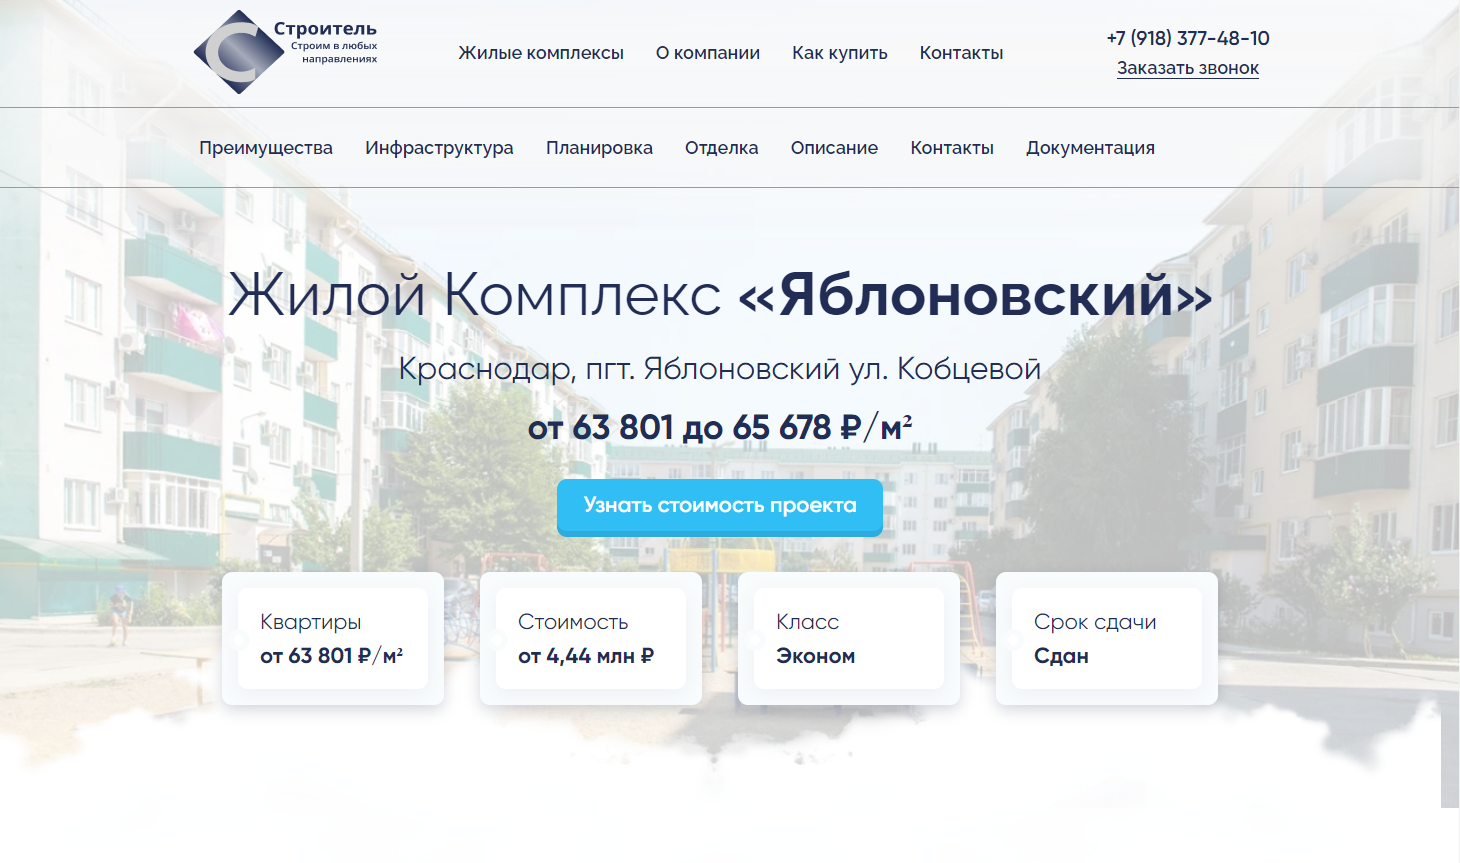 Строитель
Строим в любых
направлениях
Жилые комплексы О компании Как купить Контакты
+7 (918) 377-48-10
Заказать звонок
Преимущества Инфраструктура Планировка Отделка Описание Контакты Документация
Жилой Комплекс «Яблоновский»
Краснодар, пгт. Яблоновский ул. Кобцевой
от 63 801 до 65 678 ₽/м²
Узнать стоимость проекта
Квартиры
от 63 801 ₽/м²
Стоимость
от 4,44 млн ₽
Класс
Эконом
Срок сдачи
Сдан